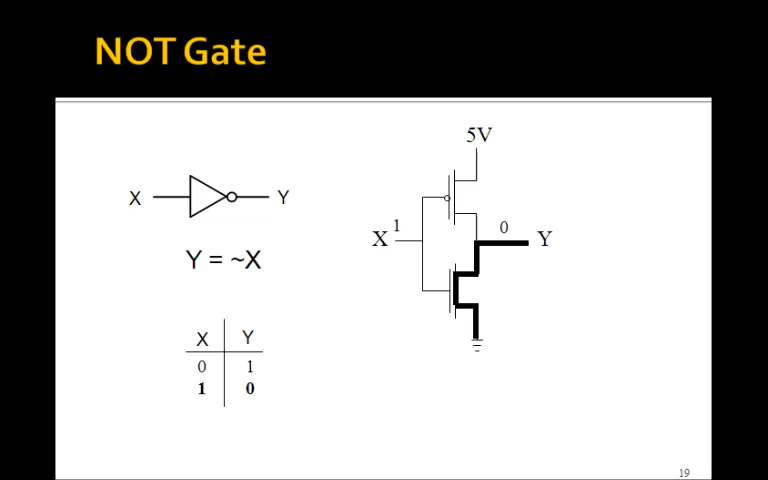 NOT Gate
5V
X
Y
X
1
0
Y
Y = ~X
X Y
0 1
1 0
19